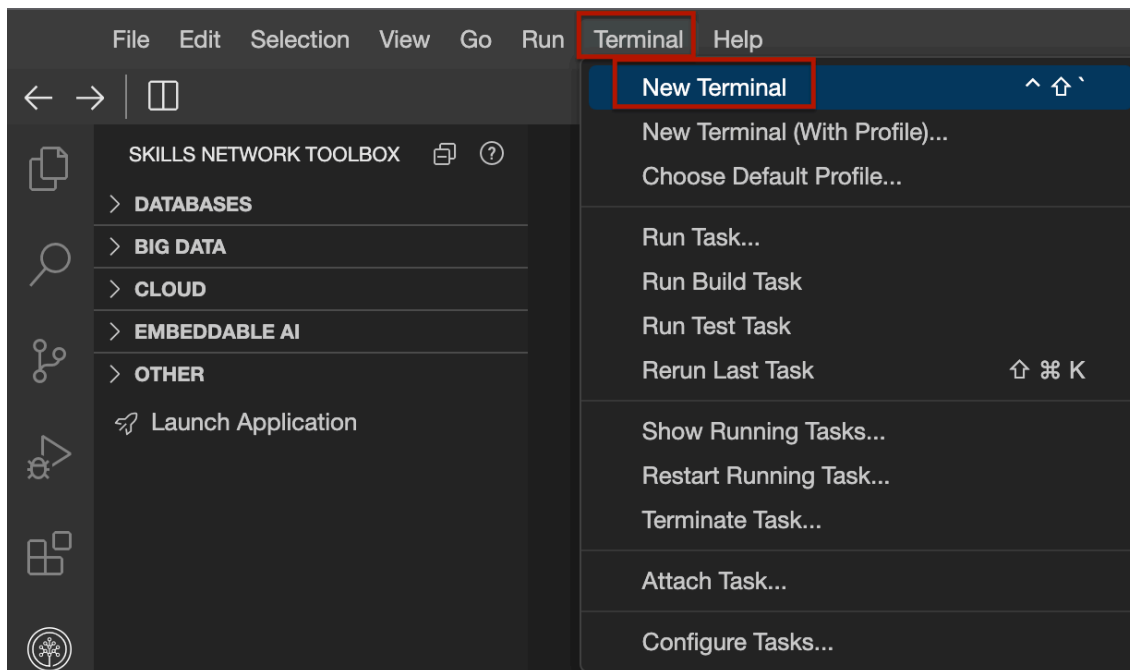 File Edit Selection View Go Run Terminal Help
New Terminal ^ ⇧ `
SKILLS NETWORK TOOLBOX ?
DATABASES
BIG DATA
CLOUD
EMBEDDABLE AI
OTHER
Launch Application
New Terminal (With Profile)...
Choose Default Profile...
Run Task...
Run Build Task
Run Test Task
Rerun Last Task ⇧ ⌘ K
Show Running Tasks...
Restart Running Task...
Terminate Task...
Attach Task...
Configure Tasks...